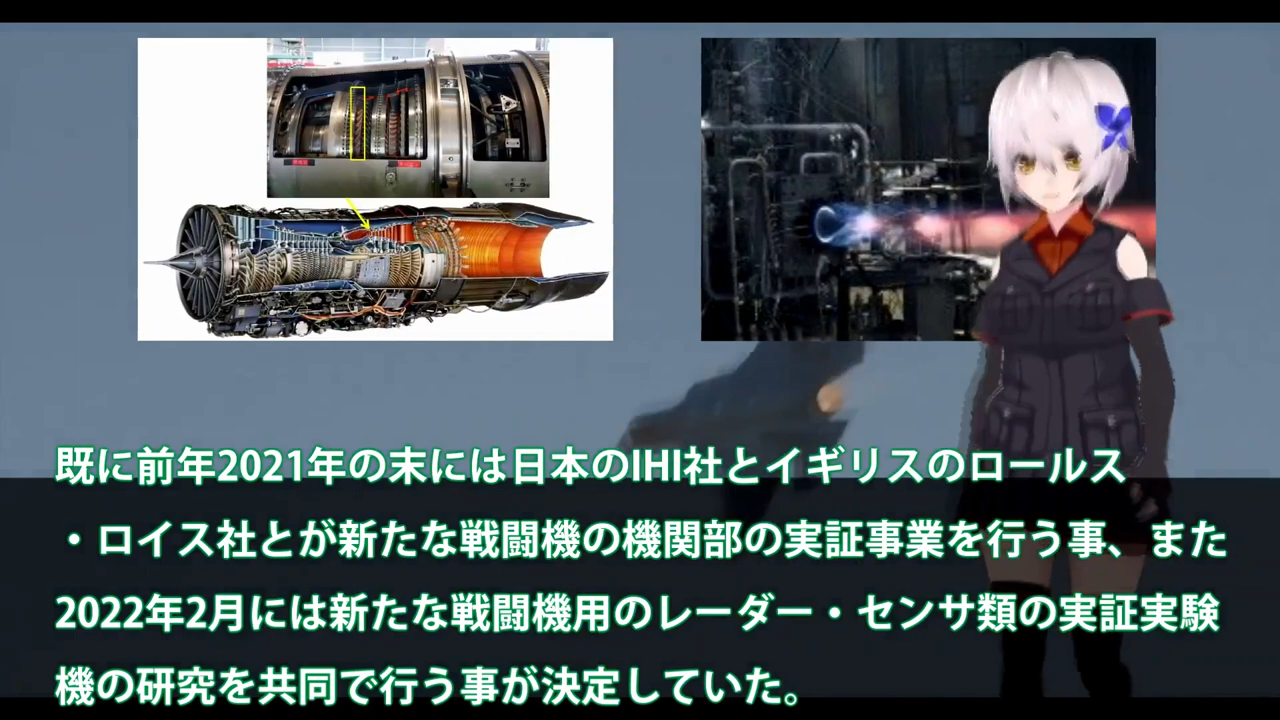 既に前年2021年の末には日本のIHI社とイギリスのロールス
・ロイス社とが新たな戦闘機の機関部の実証事業を行う事、また
2022年2月には新たな戦闘機用のレーダー・センサ類の実証実験
機の研究を共同で行う事が決定していた。